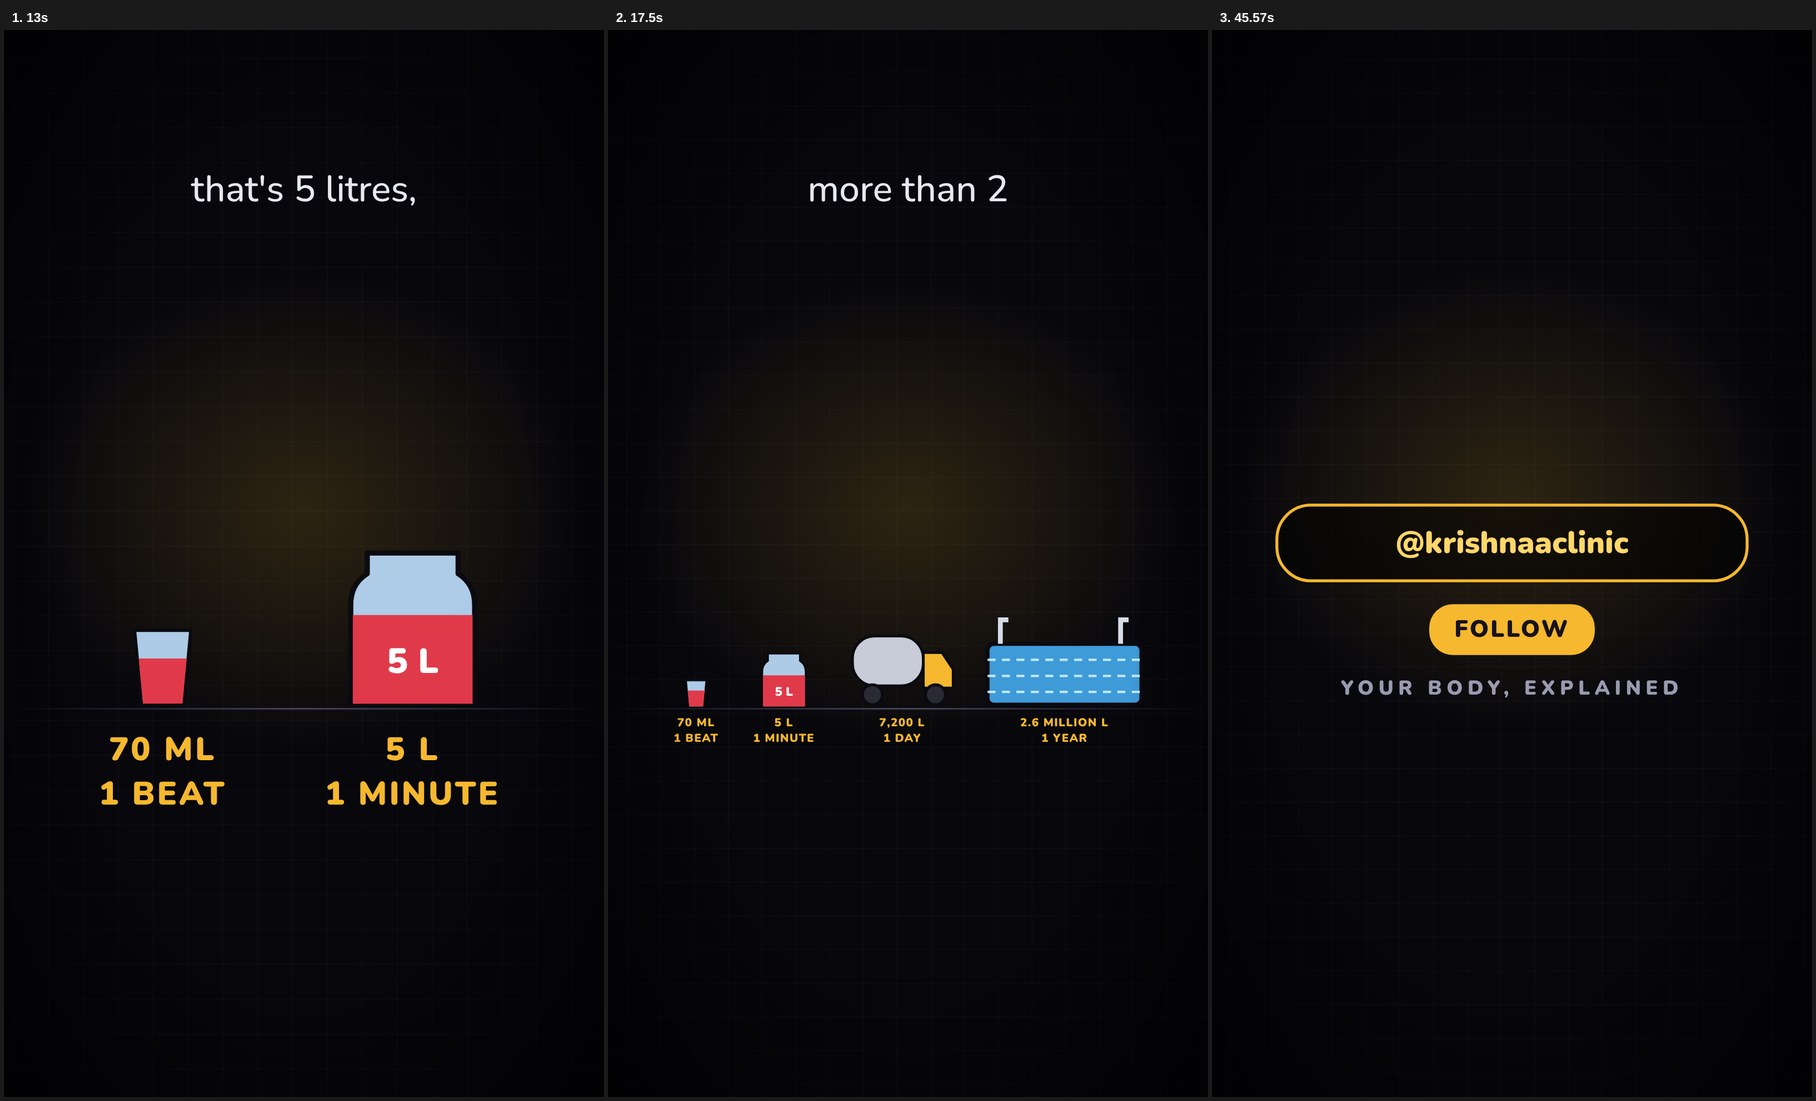 1. 13s
that's 5 litres,
5 L
70 ML
1 BEAT
5 L
1 MINUTE
2. 17.5s
more than 2
5 L
70 ML
1 BEAT
5 L
1 MINUTE
7,200 L
1 DAY
2.6 MILLION L
1 YEAR
3. 45.57s
@krishnaaclinic
FOLLOW
YOUR BODY, EXPLAINED